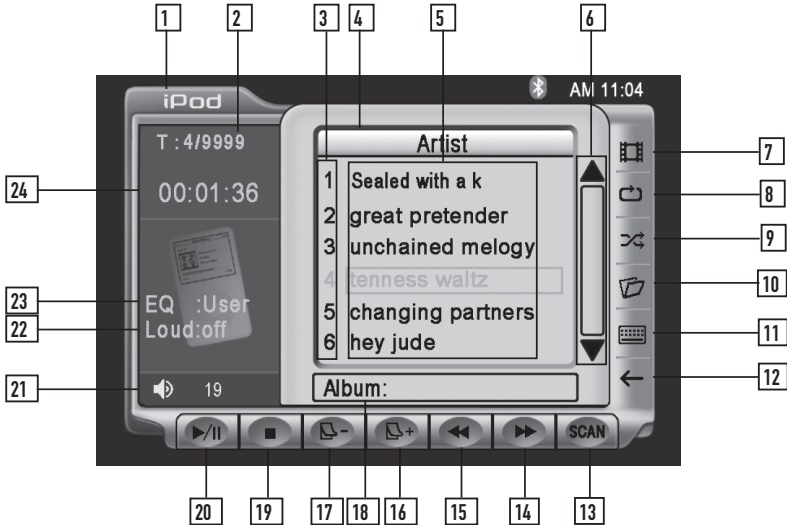 1 2 3 4 5 6
iPod
AM 11:04
T : 4/9999
Artist
7
24
00:01:36
1 Sealed with a k
8
2 great pretender
3 unchained melogy
9
4 tenness waltz
10
23
EQ :User
5 changing partners
22
Loud:off
11
6 hey jude
21
19
Album:
12
SCAN
20 19 17 18 16 15 14 13